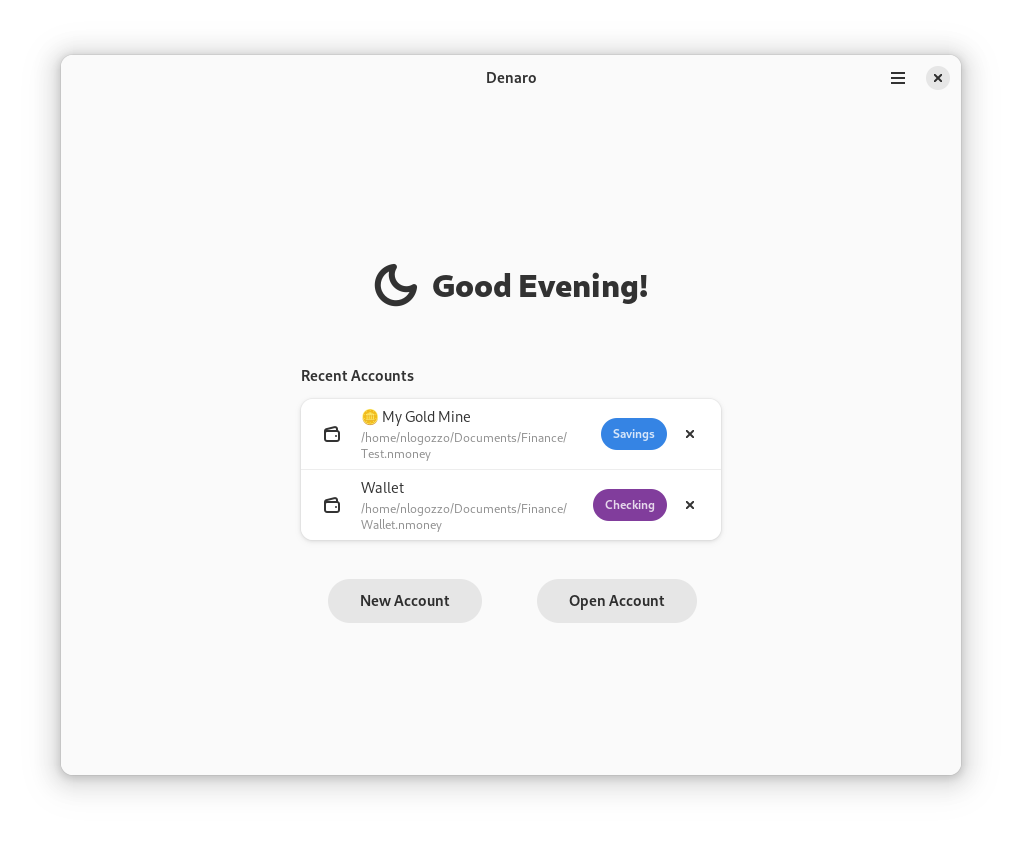 Denaro
Good Evening!
Recent Accounts
🪙 My Gold Mine
/home/nlogozzo/Documents/Finance/
Test.nmoney
Savings
Wallet
/home/nlogozzo/Documents/Finance/
Wallet.nmoney
Checking
New Account
Open Account